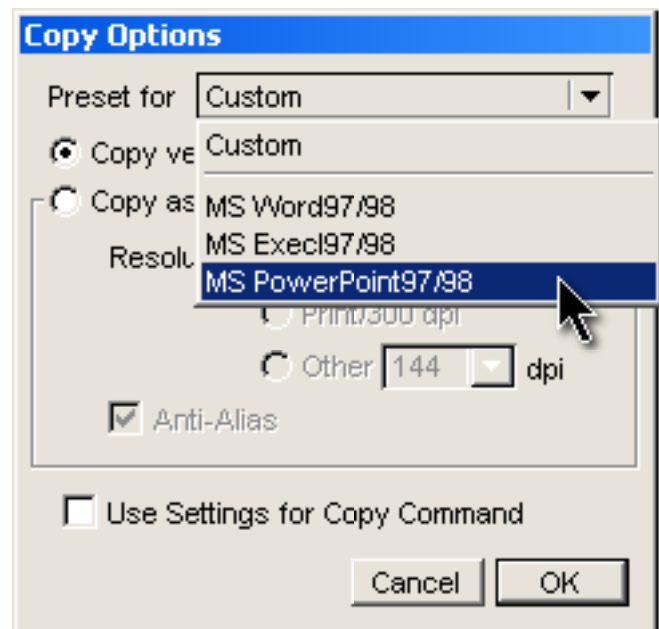 Copy Options
Preset for Custom
Copy ve Custom
Copy as MS Word97/98
MS Execl97/98
Resolu
MS PowerPoint97/98
Print/300 dpi
Other 144 dpi
Anti-Alias
Use Settings for Copy Command
Cancel OK